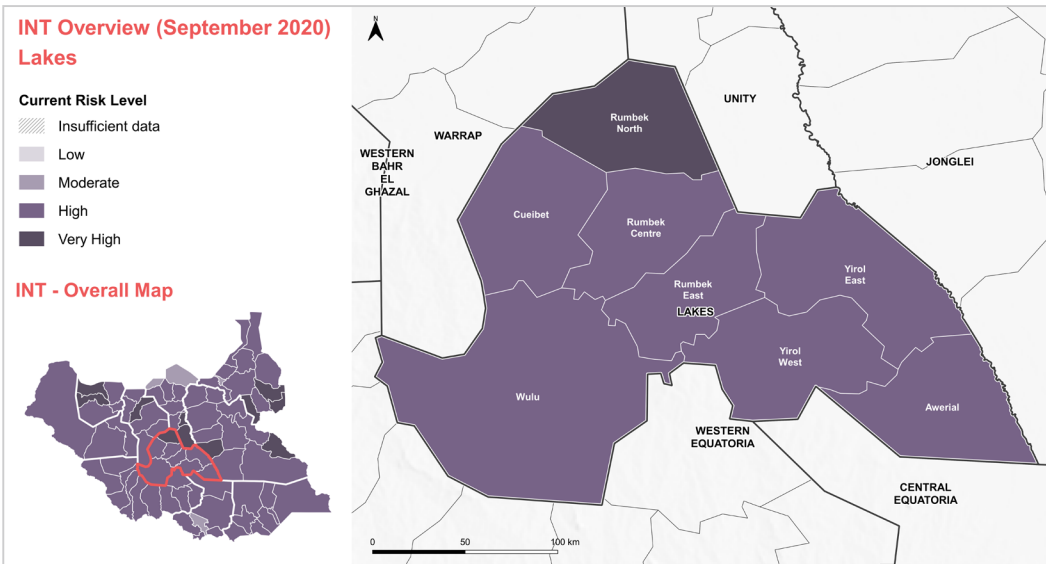 INT Overview (September 2020)
Lakes
Current Risk Level
Insufficient data
Low
Moderate
High
Very High
INT - Overall Map
N
UNITY
WARRAP
WESTERN
BAHR
EL
GHAZAL
JONGLEI
Rumbek
North
Cueibet
Rumbek
Centre
Rumbek
East
LAKES
Yirol
East
Yirol
West
Wulu
Awerial
WESTERN
EQUATORIA
CENTRAL
EQUATORIA
0 50 100 km